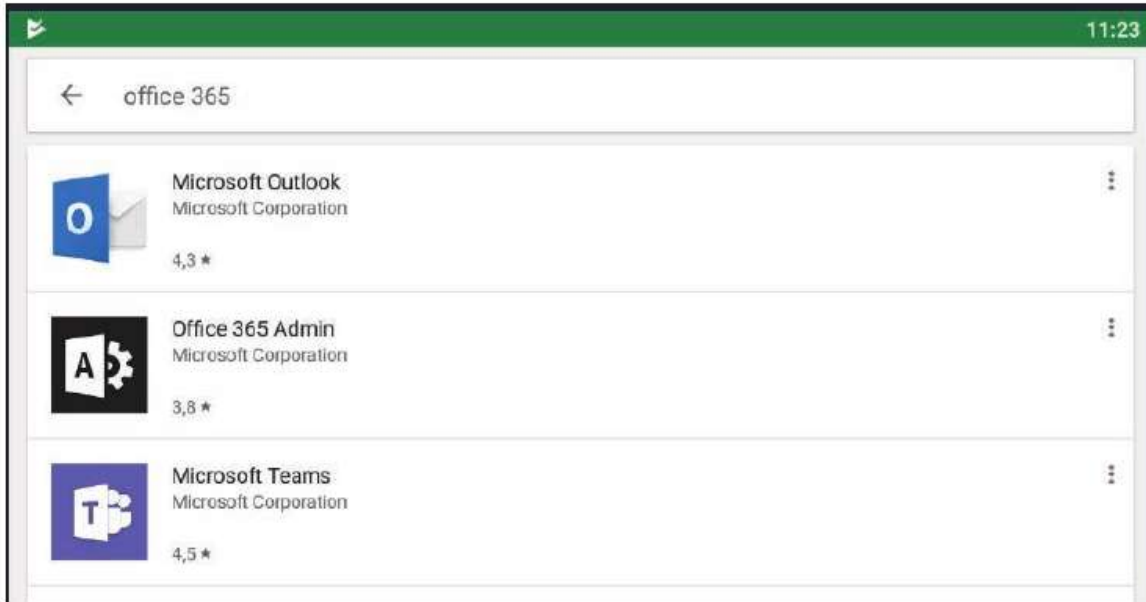 11:23
office 365
Microsoft Outlook
Microsoft Corporation
4,3 ★
Office 365 Admin
Microsoft Corporation
3,8 ★
Microsoft Teams
Microsoft Corporation
4,5 ★